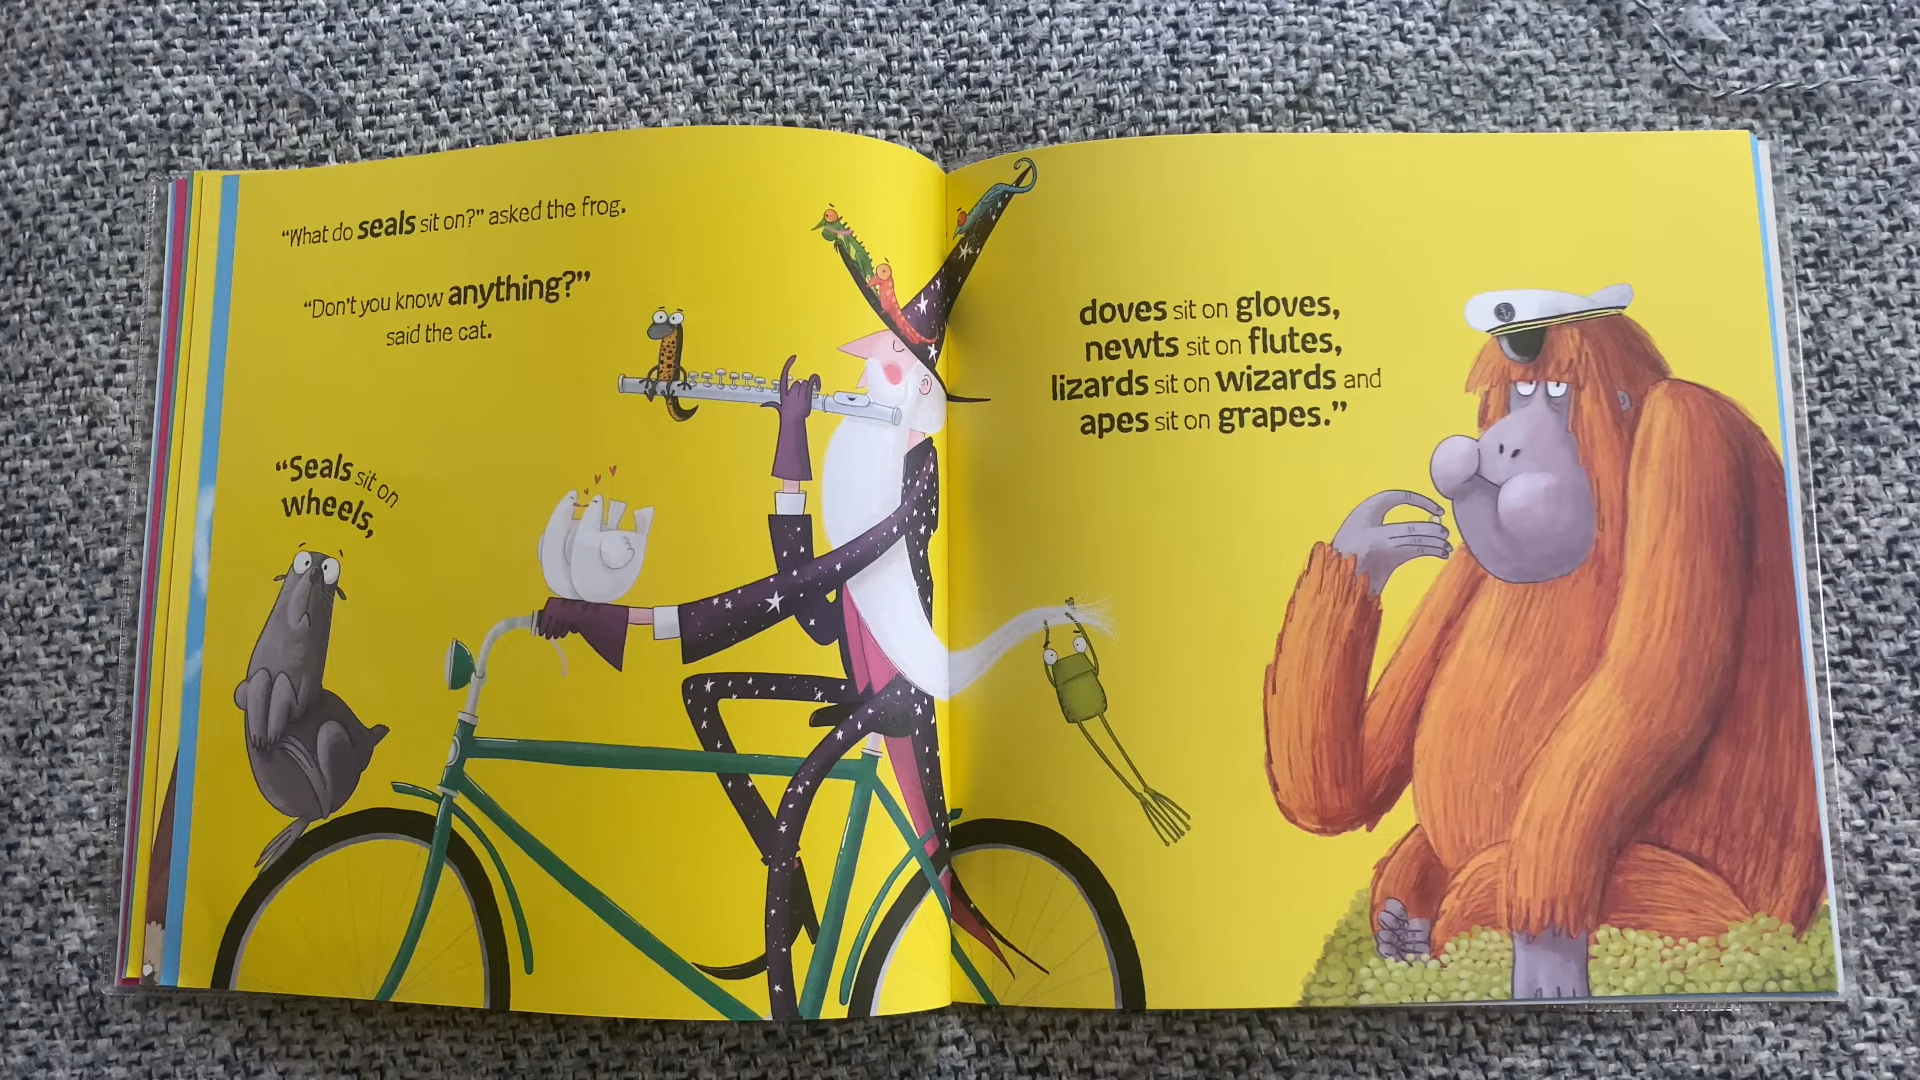 “What do seals sit on?” asked the frog.
“Don’t you know anything?”
said the cat.
“Seals sit on
wheels,
doves sit on gloves,
newts sit on flutes,
lizards sit on wizards and
apes sit on grapes.”